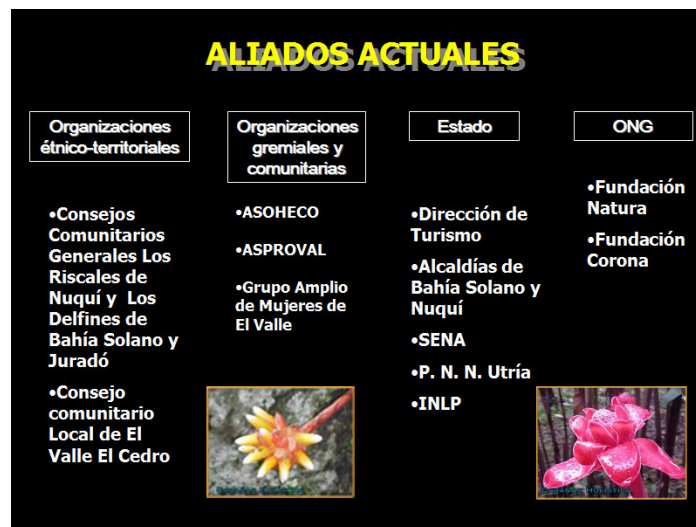 ALIADOS ACTUALES
Organizaciones
étnico-territoriales
•Consejos
Comunitarios
Generales Los
Riscales de
Nuquí y Los
Delfines de
Bahía Solano y
Juradó
•Consejo
comunitario
Local de El
Valle El Cedro
Organizaciones
gremiales y
comunitarias
•ASOHECO
•ASPROVAL
•Grupo Amplio
de Mujeres de
El Valle
Estado
•Dirección de
Turismo
•Alcaldías de
Bahía Solano y
Nuquí
•SENA
•P. N. N. Utría
•INLP
ONG
•Fundación
Natura
•Fundación
Corona